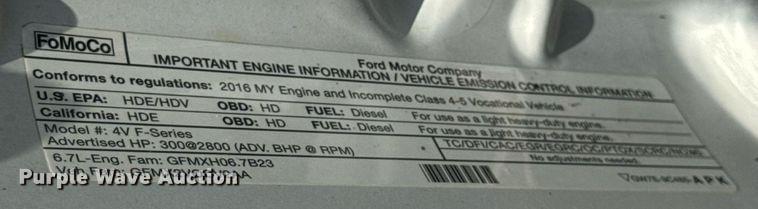 FoMoCo
Ford Motor Company
IMPORTANT ENGINE INFORMATION / VEHICLE EMISSION CONTROL INFORMATION
Conforms to regulations: 2016 MY Engine and Incomplete Class 4-5 Vocational Vehicle
U.S. EPA: HDE/HDV OBD: HD FUEL: Diesel For use as a light heavy-duty engine.
California: HDE OBD: HD FUEL: Diesel For use as a light heavy-duty engine.
Model #: 4V F-Series TC/DFI/CAC/EGR/EGRC/OC/PTOX/SCRC/
Advertised HP: 300@2800 (ADV. BHP @ RPM) No adjustments needed.
6.7L-Eng. Fam: GFMXH06.7B23
APK
Purple Wave Auction